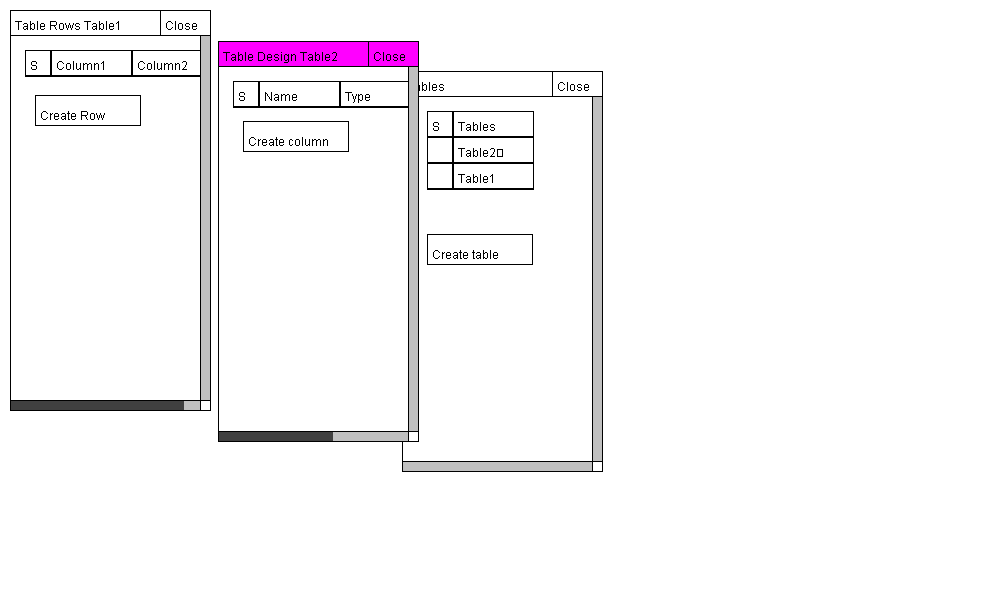 Table Rows Table1 Close
S Column1 Column2
Create Row
Table Design Table2 Close
S Name Type
Create column
bles Close
S Tables
Table2▯
Table1
Create table